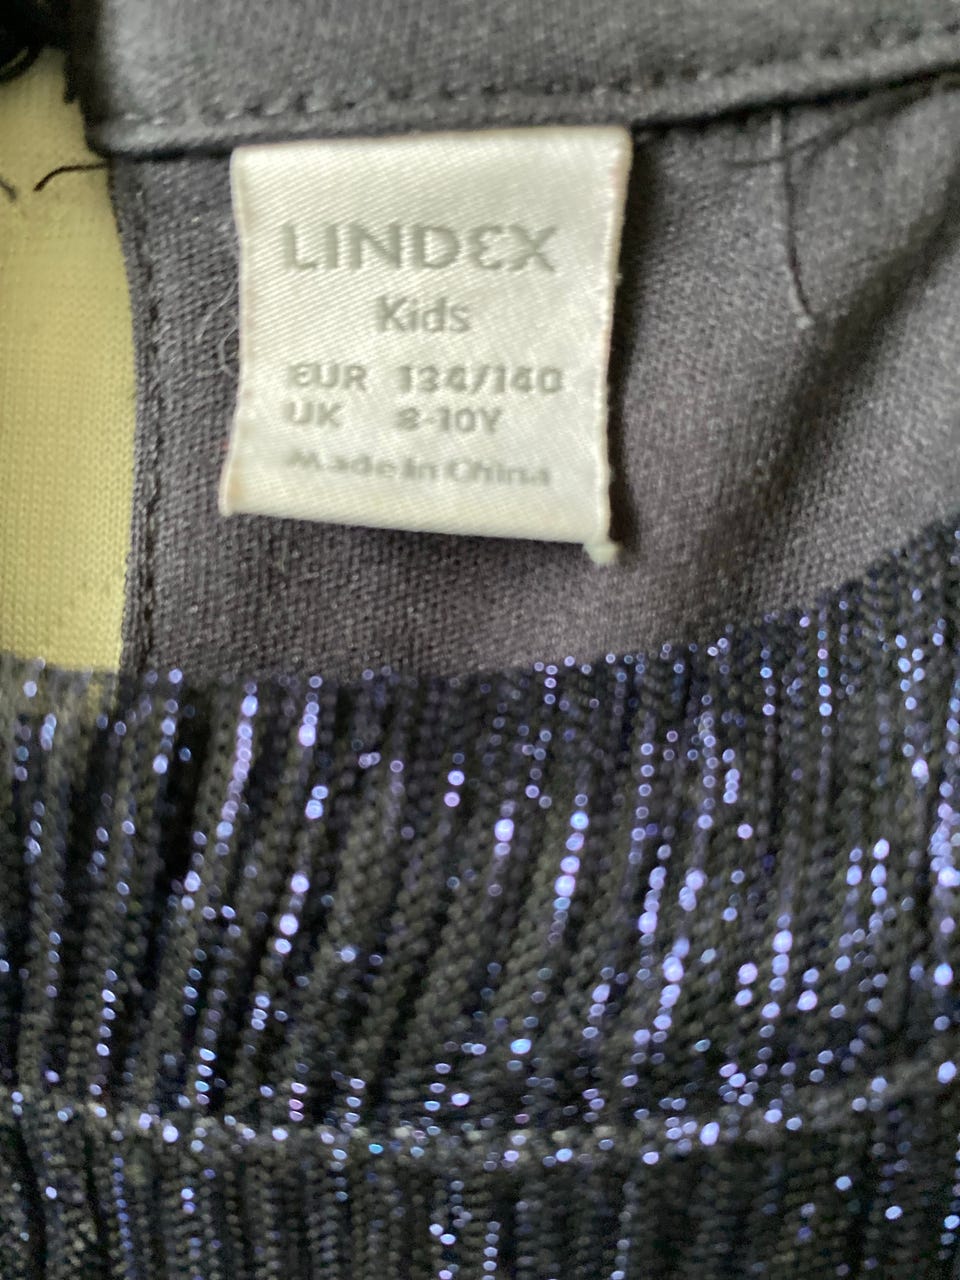 LINDEX
Kids
EUR 134/140
UK 8-10Y
Made in China